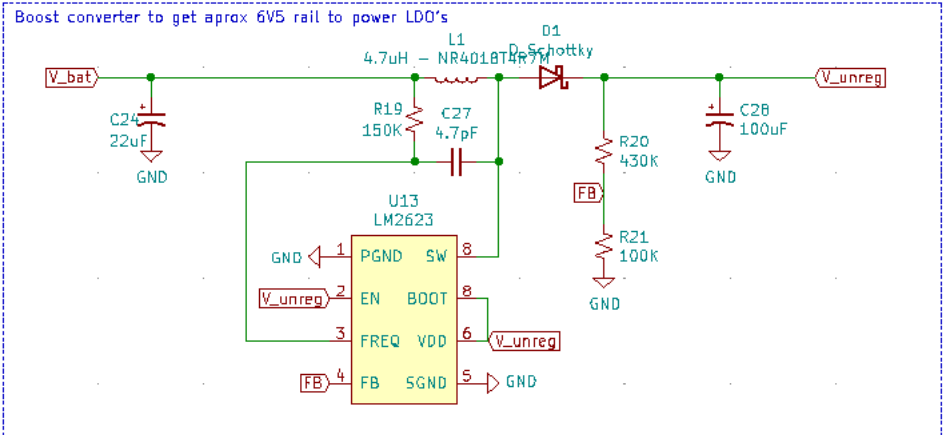 Boost converter to get aprox 6V5 rail to power LDO's
L1
4.7uH - NR4018T4R7M
D1
D_Schottky
V_bat
V_unreg
C24
22uF
GND
R19
150K
C27
4.7pF
R20
430K
C28
100uF
GND
FB
R21
100K
GND
U13
LM2623
GND 1 PGND SW 8
V_unreg 2 EN BOOT 8
3 FREQ VDD 6 V_unreg
FB 4 FB SGND 5 GND